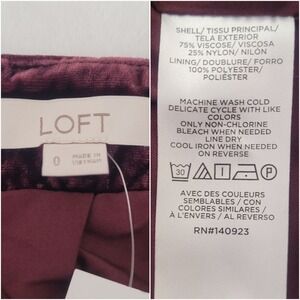 LOFT
0
MADE IN
VIETNAM
SHELL/ TISSU PRINCIPAL/
TELA EXTERIOR
75% VISCOSE/ VISCOSA
25% NYLON/ NILÓN
LINING/ DOUBLURE/ FORRO
100% POLYESTER/
POLIÉSTER
MACHINE WASH COLD
DELICATE CYCLE WITH LIKE
COLORS
ONLY NON-CHLORINE
BLEACH WHEN NEEDED
LINE DRY
COOL IRON WHEN NEEDED
ON REVERSE
30 P
AVEC DES COULEURS
SEMBLABLES / CON
COLORES SIMILARES /
À L'ENVERS / AL REVERSO
RN#140923